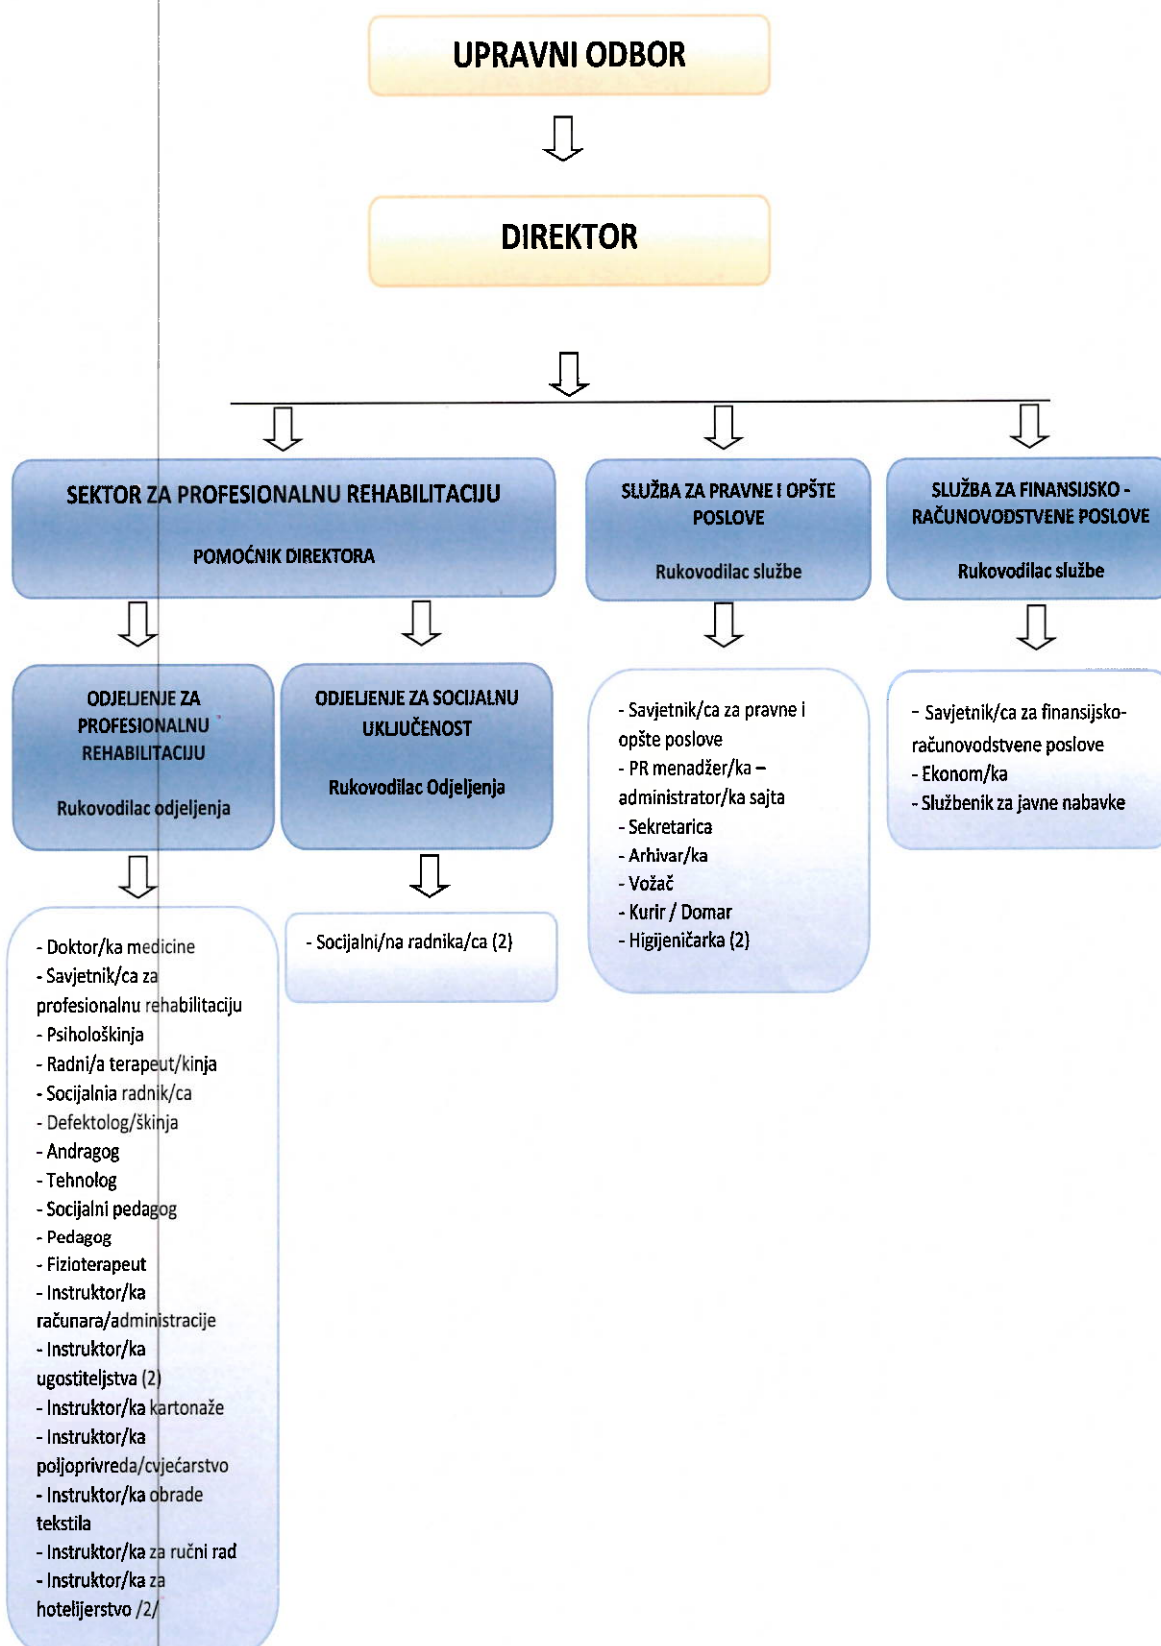 UPRAVNI ODBOR
DIREKTOR
SEKTOR ZA PROFESIONALNU REHABILITACIJU
POMOĆNIK DIREKTORA
SLUŽBA ZA PRAVNE I OPŠTE
POSLOVE
Rukovodilac službe
SLUŽBA ZA FINANSIJSKO -
RAČUNOVODSTVENE POSLOVE
Rukovodilac službe
ODJELJENJE ZA
PROFESIONALNU
REHABILITACIJU
Rukovodilac odjeljenja
ODJELJENJE ZA SOCIJALNU
UKLJUČENOST
Rukovodilac Odjeljenja
- Savjetnik/ca za pravne i
opšte poslove
- PR menadžer/ka –
administrator/ka sajta
- Sekretarica
- Arhivar/ka
- Vožač
- Kurir / Domar
- Higijeničarka (2)
- Savjetnik/ca za finansijsko-
računovodstvene poslove
- Ekonom/ka
- Službenik za javne nabavke
- Doktor/ka medicine
- Savjetnik/ca za
profesionalnu rehabilitaciju
- Psihološkinja
- Radni/a terapeut/kinja
- Socijalnia radnik/ca
- Defektolog/škinja
- Andragog
- Tehnolog
- Socijalni pedagog
- Pedagog
- Fizioterapeut
- Instruktor/ka
računara/administracije
- Instruktor/ka
ugostiteljstva (2)
- Instruktor/ka kartonaže
- Instruktor/ka
poljoprivreda/cvjećarstvo
- Instruktor/ka obrade
tekstila
- Instruktor/ka za ručni rad
- Instruktor/ka za
hotelijerstvo /2/
- Socijalni/na radnika/ca (2)